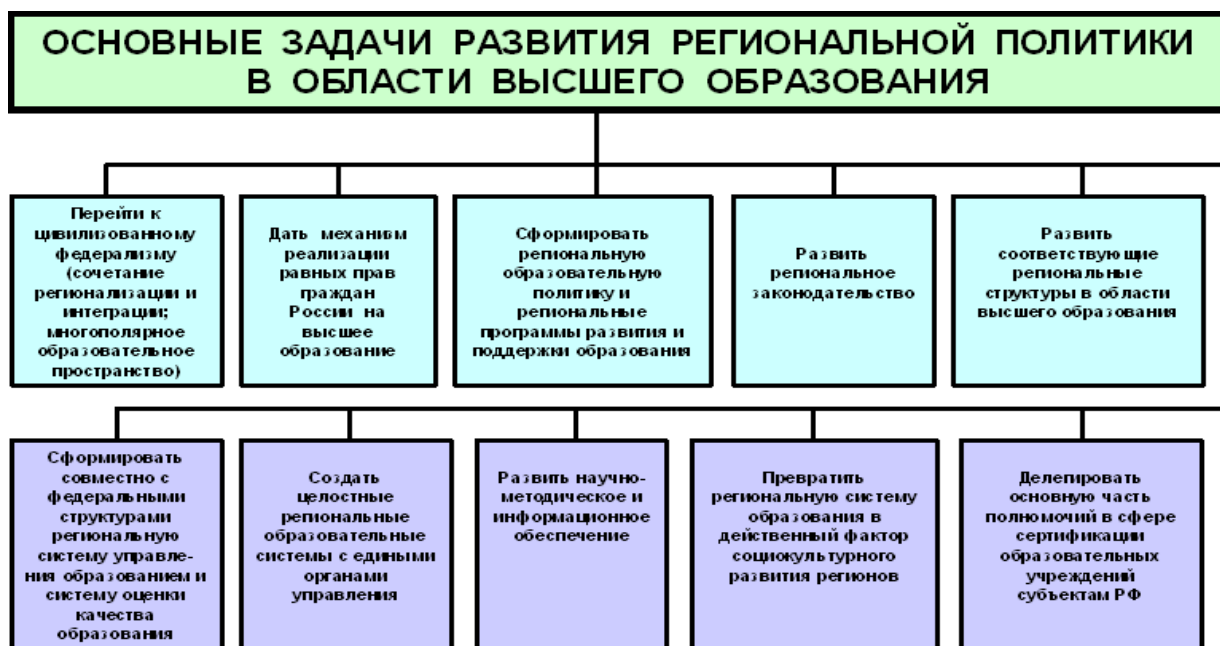 ОСНОВНЫЕ ЗАДАЧИ РАЗВИТИЯ РЕГИОНАЛЬНОЙ ПОЛИТИКИ
В ОБЛАСТИ ВЫСШЕГО ОБРАЗОВАНИЯ
Перейти к
цивилизованному
федерализму
(сочетание
регионализации и
интеграции;
многополярное
образовательное
пространство)
Дать механизм
реализации
равных прав
граждан
России на
высшее
образование
Сформировать
региональную
образовательную
политику и
региональные
программы развития и
поддержки образования
Развить
региональное
законодательство
Развить
соответствующие
региональные
структуры в области
высшего образования
Сформировать
совместно с
федеральными
структурами
региональную
систему управле-
ния образованием и
систему оценки
качества
образования
Создать
целостные
региональные
образовательные
системы с едиными
органами
управления
Развить научно-
методическое и
информационное
обеспечение
Превратить
региональную систему
образования в
действенный фактор
социокультурного
развития регионов
Делегировать
основную часть
полномочий в сфере
сертификации
образовательных
учреждений
субъектам РФ